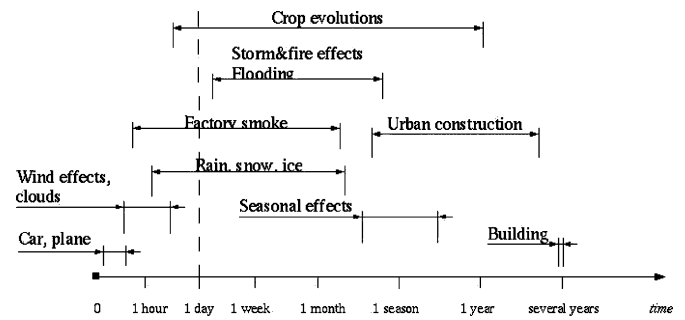 Crop evolutions
Storm&fire effects
Flooding
Factory smoke
Urban construction
Rain, snow, ice
Wind effects,
clouds
Seasonal effects
Car, plane
Building
0 1 hour 1 day 1 week 1 month 1 season 1 year several years time